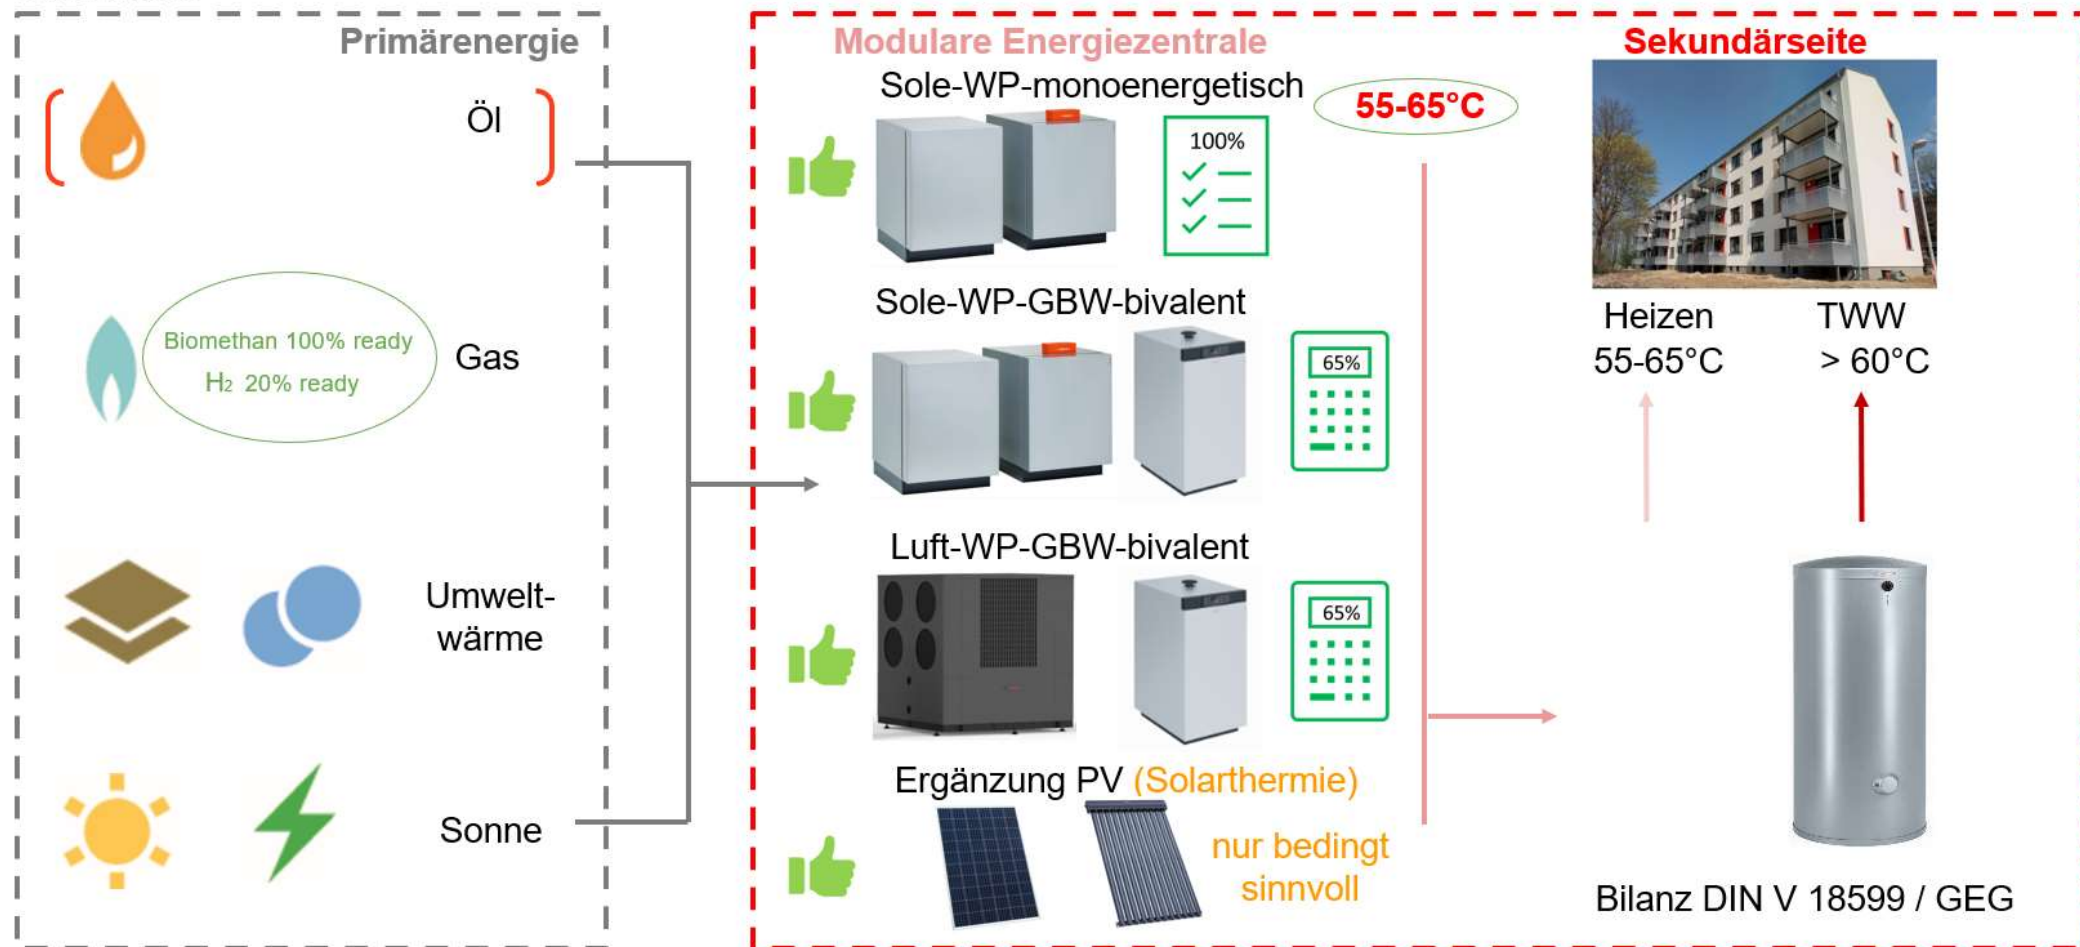 Primärenergie
Öl
Biomethan 100% ready
H₂ 20% ready
Gas
Umwelt-
wärme
Sonne
Modulare Energiezentrale
Sole-WP-monoenergetisch
100%
55-65°C
Sole-WP-GBW-bivalent
65%
Luft-WP-GBW-bivalent
65%
Ergänzung PV (Solarthermie)
nur bedingt
sinnvoll
Sekundärseite
Heizen
55-65°C
TWW
> 60°C
Bilanz DIN V 18599 / GEG